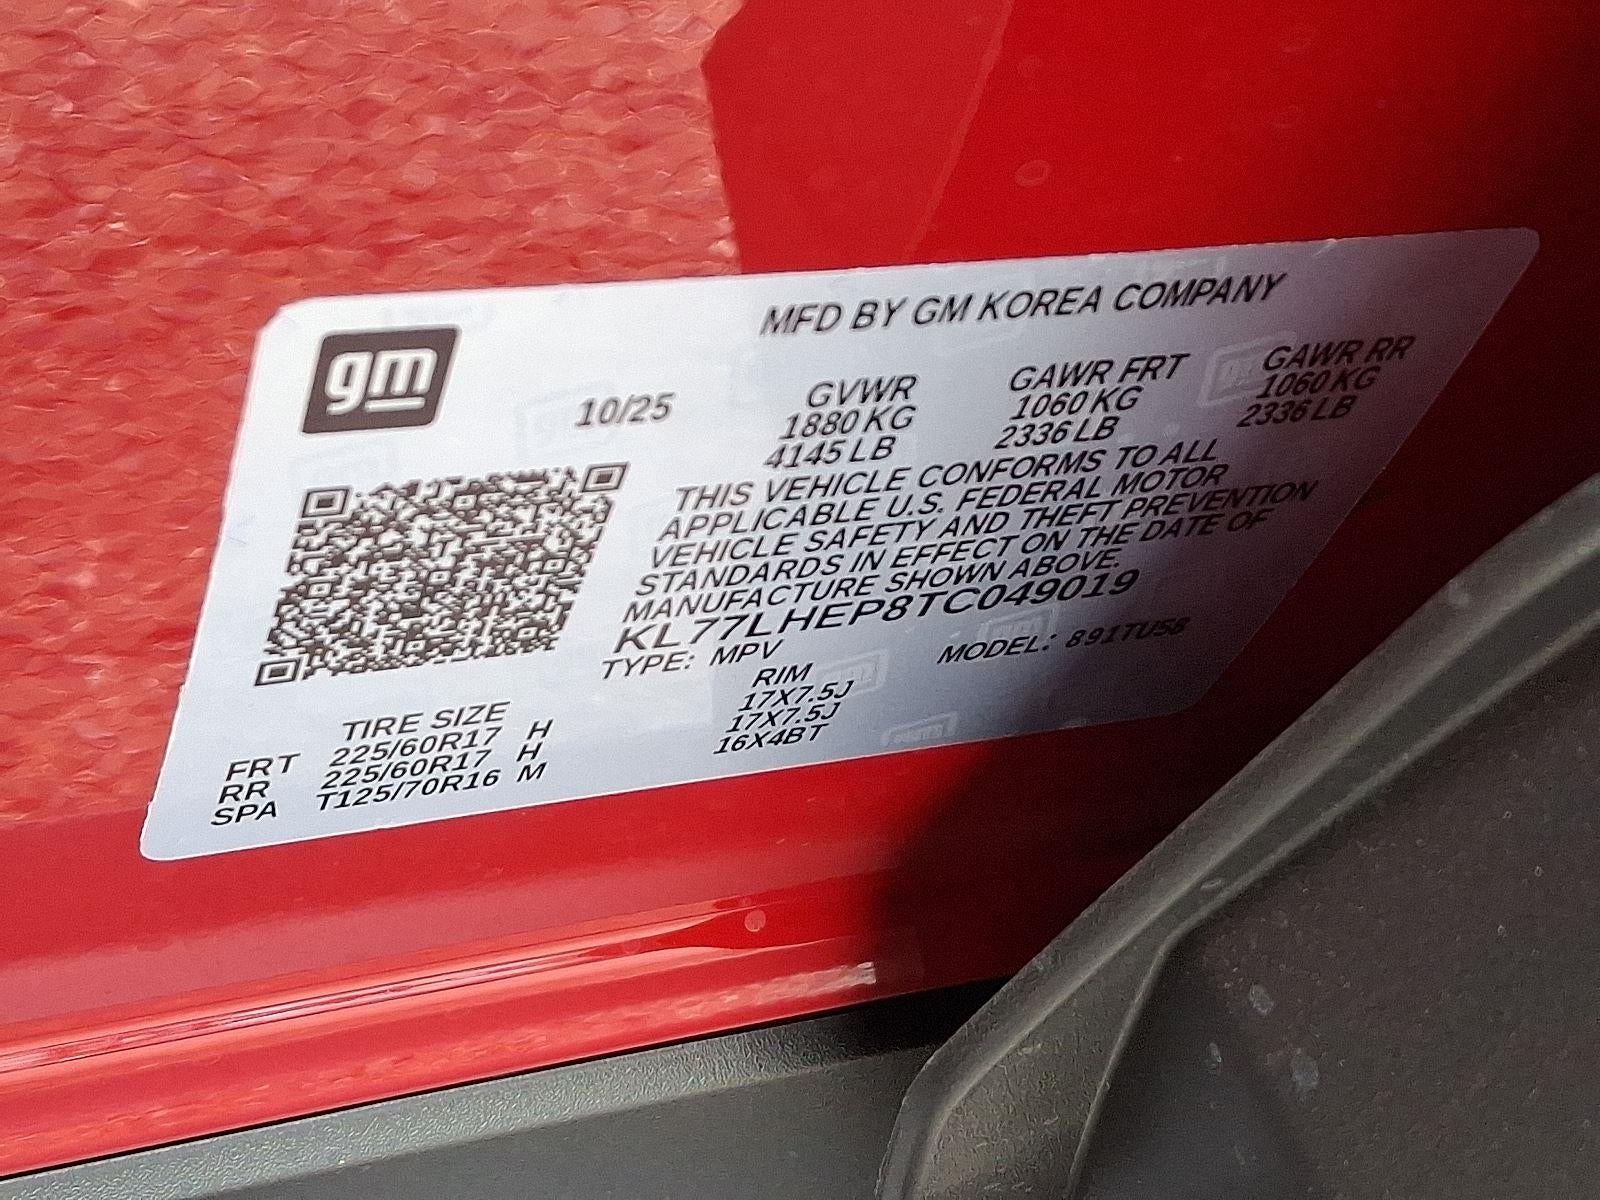 MFD BY GM KOREA COMPANY
gm
10/25
GVWR GAWR FRT GAWR RR
1880 KG 1060 KG 1060 KG
4145 LB 2336 LB 2336 LB
THIS VEHICLE CONFORMS TO ALL
APPLICABLE U.S. FEDERAL MOTOR
VEHICLE SAFETY AND THEFT PREVENTION
STANDARDS IN EFFECT ON THE DATE OF
MANUFACTURE SHOWN ABOVE.
KL77LHEP8TC049019
TYPE: MPV MODEL: 891TU58
TIRE SIZE RIM
FRT 225/60R17 H 17X7.5J
RR 225/60R17 H 17X7.5J
SPA T125/70R16 M 16X4BT